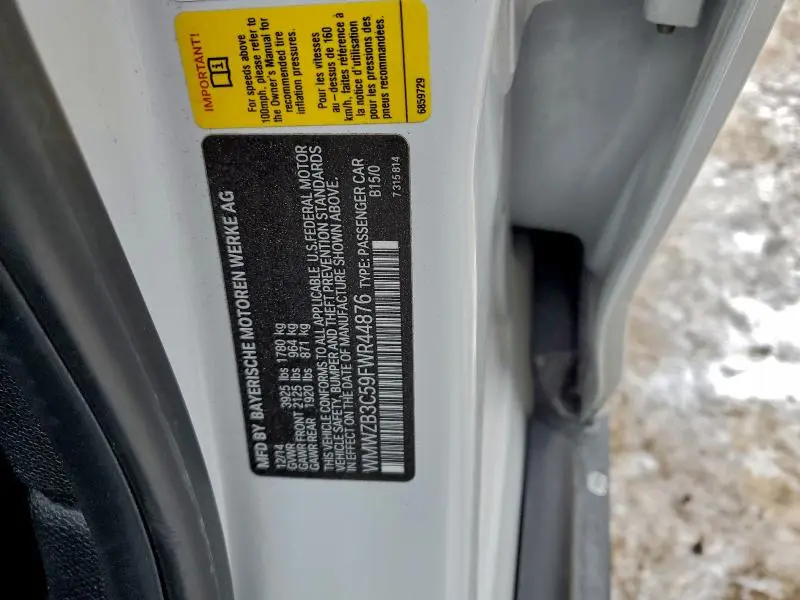 IMPORTANT!
For speeds above
100mph, please refer to
the Owner's Manual for
recommended tire
inflation pressures.
Pour les vitesses
au-dessus de 160
km/h, faites référence à
la notice d'utilisation
pour les pressions des
pneus recommandées.
6859729
MFD BY BAYERISCHE MOTOREN WERKE AG
12/14
GVWR 3925 lbs 1780 kg
GAWR FRONT 2125 lbs 964 kg
GAWR REAR 1920 lbs 871 kg
THIS VEHICLE CONFORMS TO ALL APPLICABLE U.S. FEDERAL MOTOR
VEHICLE SAFETY, BUMPER AND THEFT PREVENTION STANDARDS
IN EFFECT ON THE DATE OF MANUFACTURE SHOWN ABOVE.
WMWZB3C59FWR44876 TYPE: PASSENGER CAR
B15/0
7315814